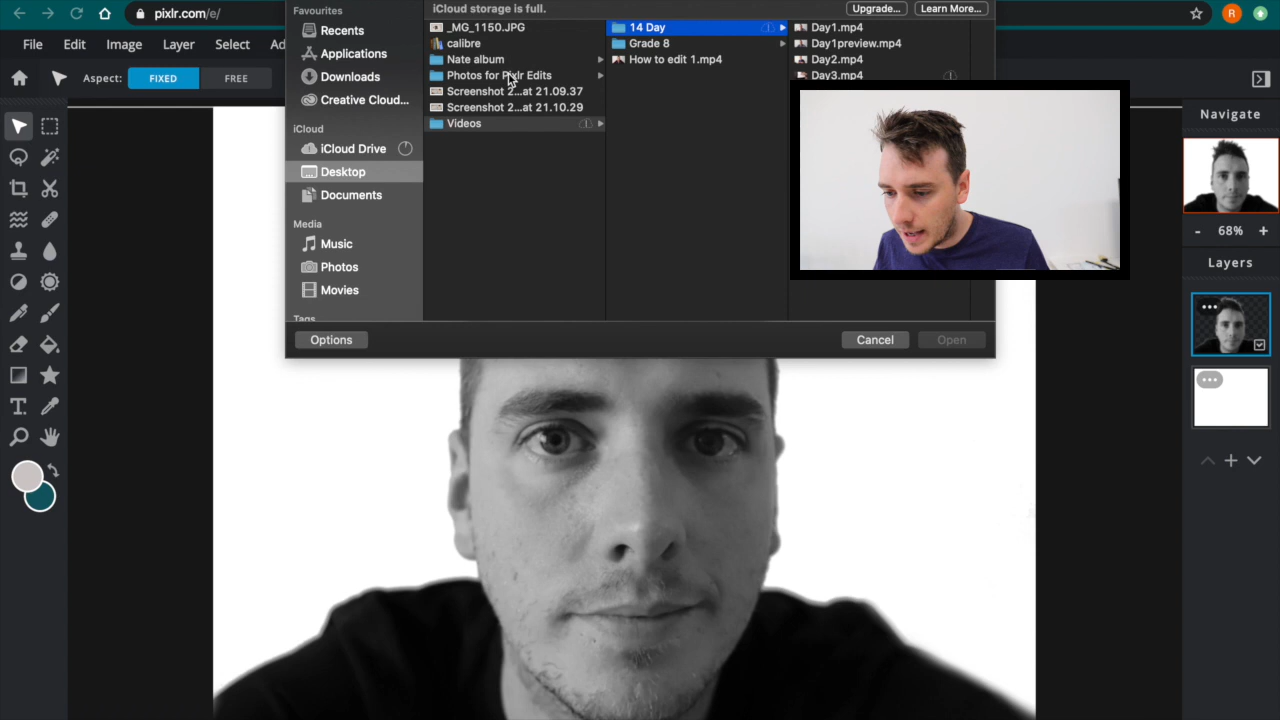 pixlr.com/e/
R
File Edit Image Layer Select
Aspect: FIXED FREE
Favourites
Recents
Applications
Downloads
Creative Cloud...
iCloud
iCloud Drive
Desktop
Documents
Media
Music
Photos
Movies
Tags
iCloud storage is full. Upgrade... Learn More...
_MG_1150.JPG
calibre
Nate album
Photos for Pixlr Edits
Screenshot 2...at 21.09.37
Screenshot 2...at 21.10.29
Videos
14 Day
Grade 8
How to edit 1.mp4
Day1.mp4
Day1preview.mp4
Day2.mp4
Day3.mp4
Options Cancel Open
Navigate
- 68% +
Layers